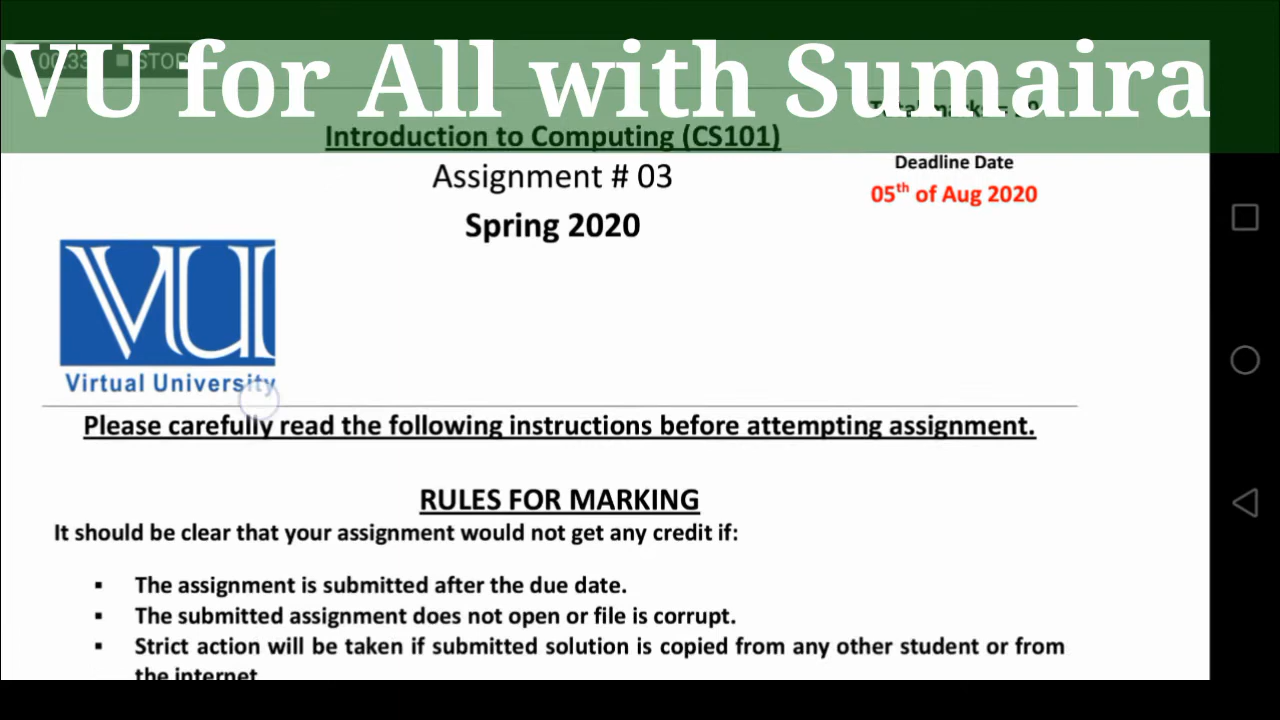 VU for All with Sumaira
STOP
Introduction to Computing (CS101)
Deadline Date
Assignment # 03
05th of Aug 2020
Spring 2020
VU
Virtual University
Please carefully read the following instructions before attempting assignment.
RULES FOR MARKING
It should be clear that your assignment would not get any credit if:
▪ The assignment is submitted after the due date.
▪ The submitted assignment does not open or file is corrupt.
▪ Strict action will be taken if submitted solution is copied from any other student or from
the internet